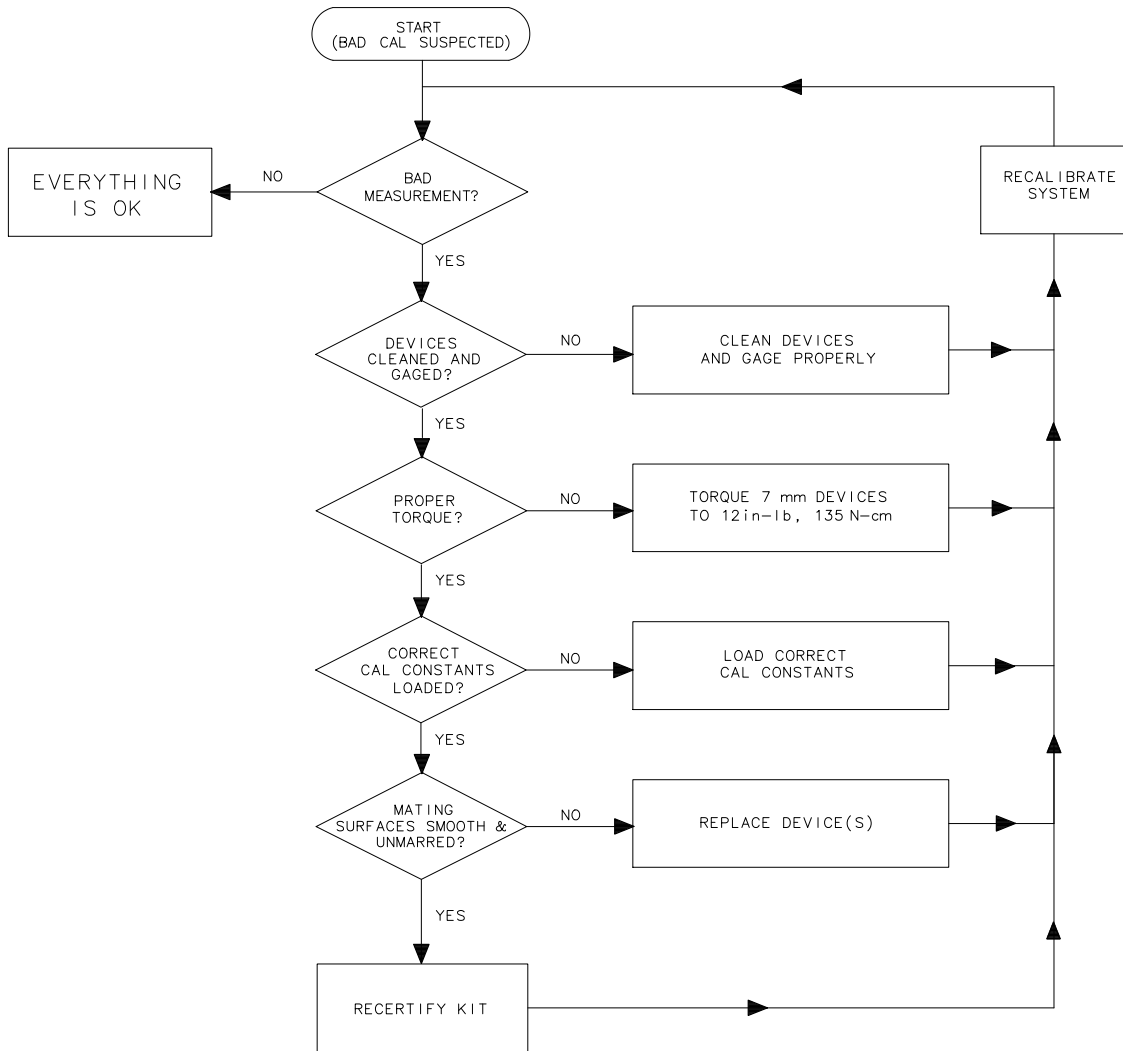 START
(BAD CAL SUSPECTED)
BAD
MEASUREMENT?
NO
EVERYTHING
IS OK
RECALIBRATE
SYSTEM
YES
DEVICES
CLEANED AND
GAGED?
NO
CLEAN DEVICES
AND GAGE PROPERLY
YES
PROPER
TORQUE?
NO
TORQUE 7 mm DEVICES
TO 12in-lb, 135 N-cm
YES
CORRECT
CAL CONSTANTS
LOADED?
NO
LOAD CORRECT
CAL CONSTANTS
YES
MATING
SURFACES SMOOTH &
UNMARRED?
NO
REPLACE DEVICE(S)
YES
RECERTIFY KIT